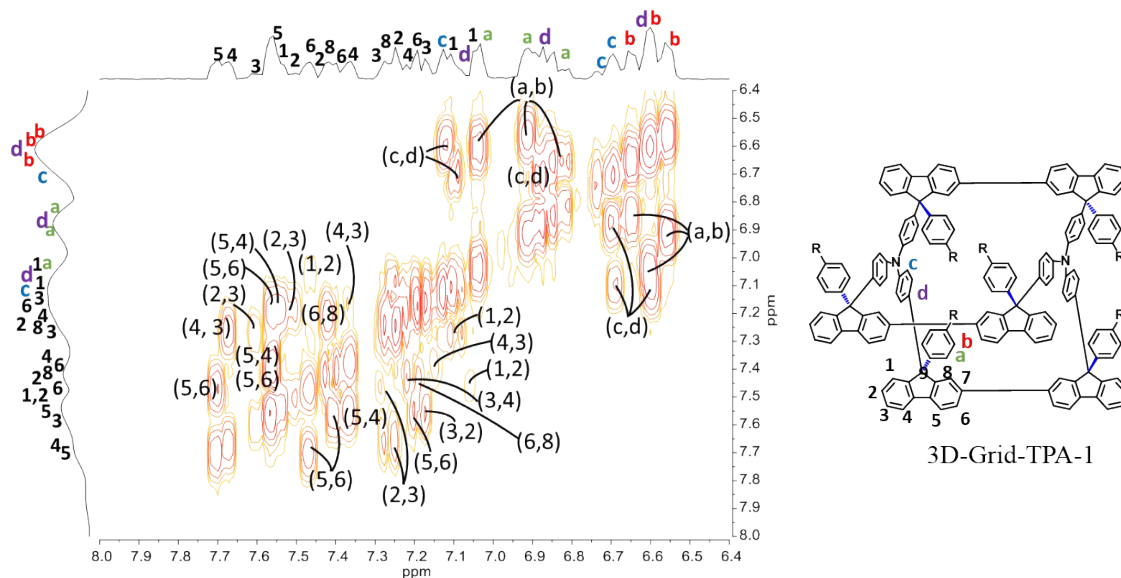 5 4 3 5 1 2 6 2 8 6 4 3 8 2 4 6 3 c 1 d 1 a a d a c c b d b b
6.4
6.5
6.6
6.7
6.8
6.9
7.0
7.1
7.2
7.3
7.4
7.5
7.6
7.7
7.8
7.9
8.0
ppm
b
b
d b
b
c
a
d
a
1 a
d 1
c 3
6 4
2 8 3
4
8 6
2 6
1,2
5 3
4 5
(a,b)
(c,d)
(c,d)
(a,b)
(c,d)
(4,3)
(2,3)
(5,4)
(1,2)
(5,6)
(2,3)
(6,8)
(4, 3)
(1,2)
(5,4)
(4,3)
(5,6)
(5,6)
(1,2)
(5,4)
(3,4)
(3,2)
(6,8)
(5,6)
(5,6)
(2,3)
8.0 7.9 7.8 7.7 7.6 7.5 7.4 7.3 7.2 7.1 7.0 6.9 6.8 6.7 6.6 6.5 6.4
ppm
R
R
R
N
N
c
R
R
d
R
b
a
1
9 8 7
2
3 4 5 6
3D-Grid-TPA-1